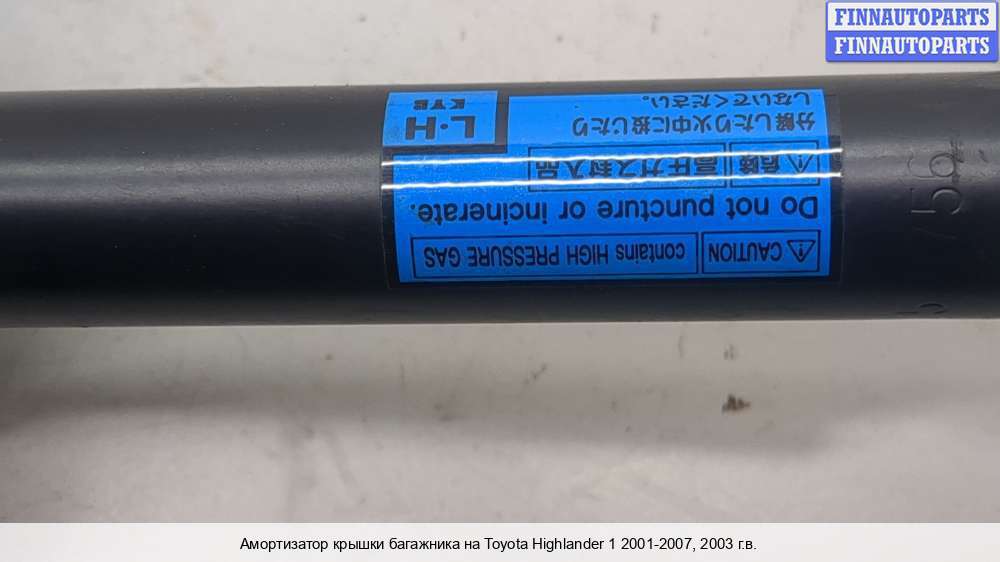 FINNAUTOPARTS
FINNAUTOPARTS
⚠ CAUTION contains HIGH PRESSURE GAS
Do not puncture or incinerate.
⚠ 危険 高圧ガス封入品
分解したり火中に投じたり
しないでください。
L·H
KYB
Амортизатор крышки багажника на Toyota Highlander 1 2001-2007, 2003 г.в.